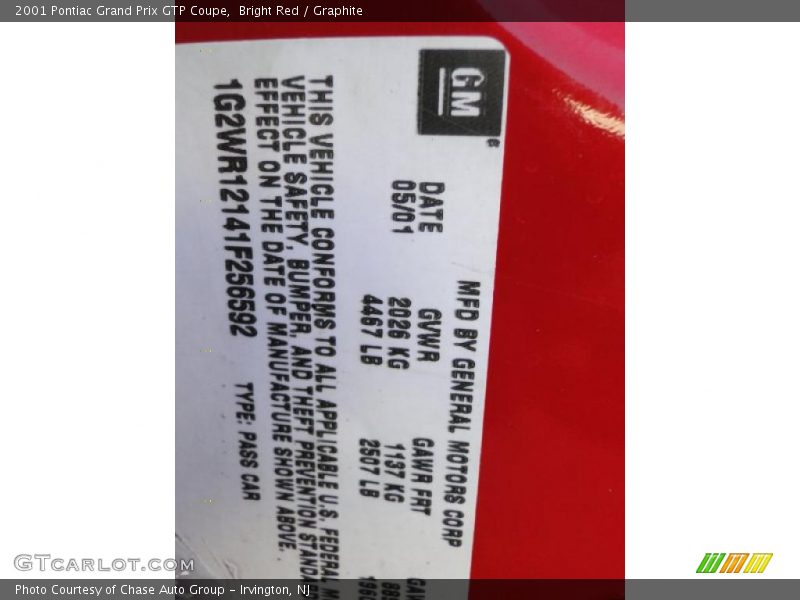 2001 Pontiac Grand Prix GTP Coupe,  Bright Red / Graphite
GM
MFD BY GENERAL MOTORS CORP
DATE GVWR GAWR FRT
05/01 2026 KG 1137 KG
4467 LB 2507 LB
THIS VEHICLE CONFORMS TO ALL APPLICABLE U.S. FEDERAL
VEHICLE SAFETY, BUMPER, AND THEFT PREVENTION
EFFECT ON THE DATE OF MANUFACTURE SHOWN ABOVE.
1G2WR12141F256592 TYPE: PASS CAR
GTcarlot.com
Photo Courtesy of Chase Auto Group - Irvington, NJ